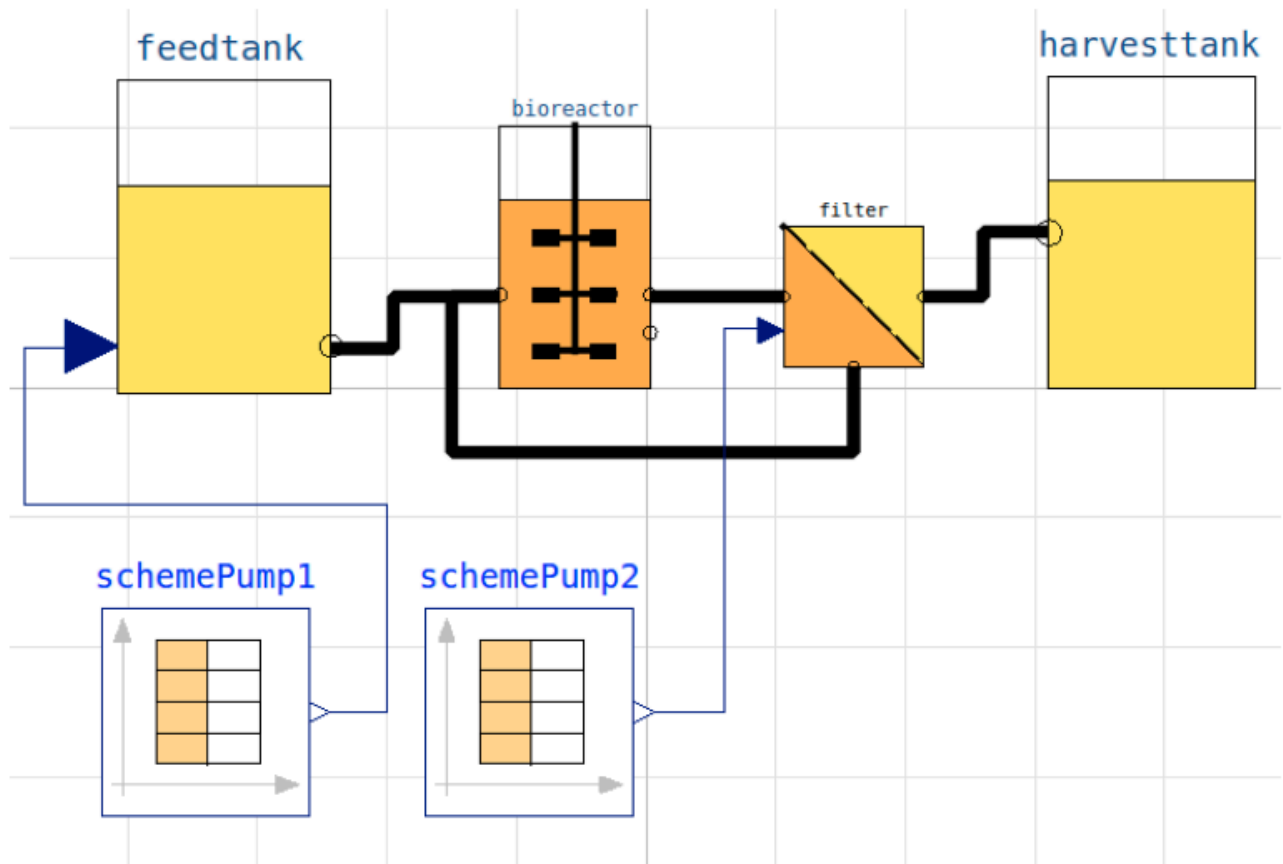 feedtank
harvesttank
bioreactor
filter
schemePump1
schemePump2